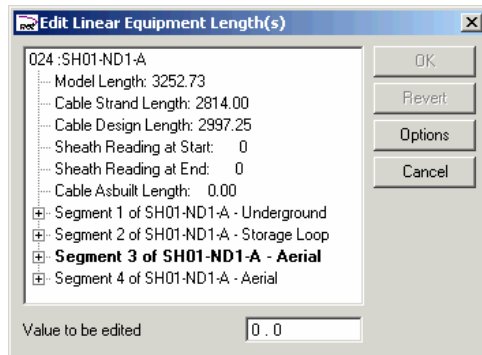 Edit Linear Equipment Length(s)
024 :SH01-ND1-A
Model Length: 3252.73
Cable Strand Length: 2814.00
Cable Design Length: 2997.25
Sheath Reading at Start: 0
Sheath Reading at End: 0
Cable Asbuilt Length: 0.00
Segment 1 of SH01-ND1-A - Underground
Segment 2 of SH01-ND1-A - Storage Loop
Segment 3 of SH01-ND1-A - Aerial
Segment 4 of SH01-ND1-A - Aerial
OK
Revert
Options
Cancel
Value to be edited
0 . 0